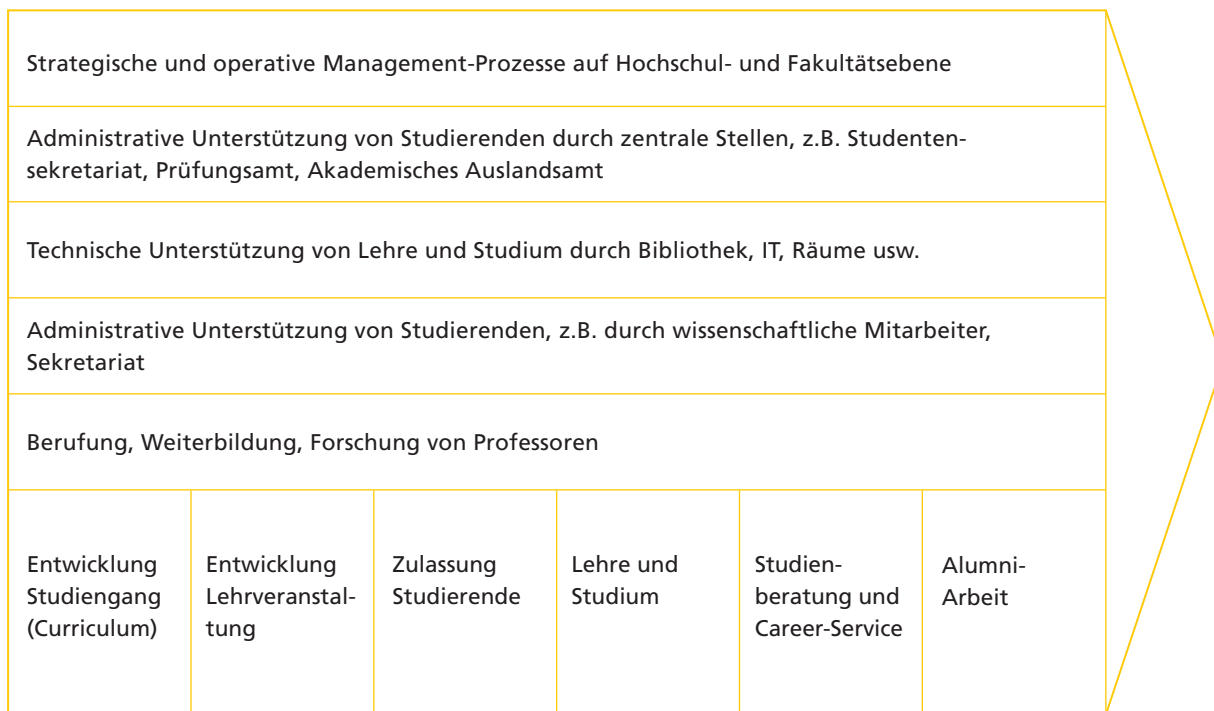 Strategische und operative Management-Prozesse auf Hochschul- und Fakultätsebene
Administrative Unterstützung von Studierenden durch zentrale Stellen, z.B. Studenten-
sekretariat, Prüfungsamt, Akademisches Auslandsamt
Technische Unterstützung von Lehre und Studium durch Bibliothek, IT, Räume usw.
Administrative Unterstützung von Studierenden, z.B. durch wissenschaftliche Mitarbeiter,
Sekretariat
Berufung, Weiterbildung, Forschung von Professoren
Entwicklung
Studiengang
(Curriculum)
Entwicklung
Lehrveranstal-
tung
Zulassung
Studierende
Lehre und
Studium
Studien-
beratung und
Career-Service
Alumni-
Arbeit